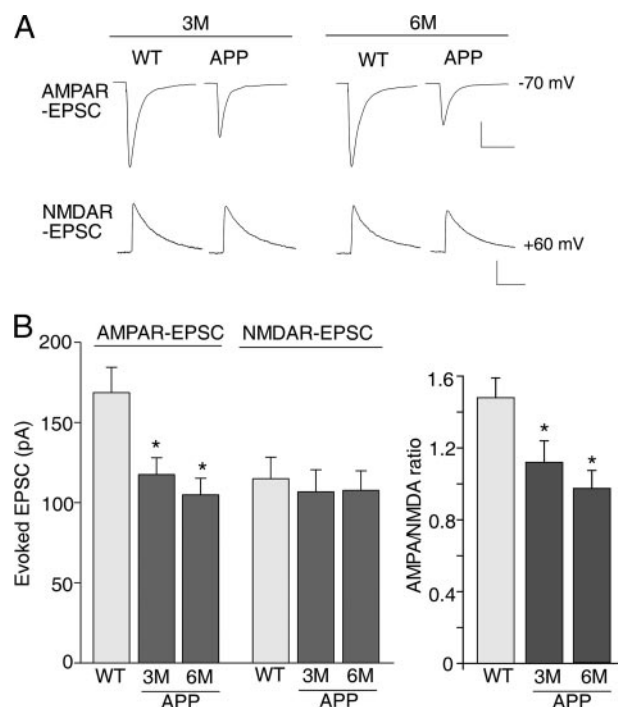 A
3M 6M
WT APP WT APP
AMPAR
-EPSC
-70 mV
NMDAR
-EPSC
+60 mV
B
AMPAR-EPSC NMDAR-EPSC
Evoked EPSC (pA)
200
150
100
50
0
* *
WT 3M 6M WT 3M 6M
APP APP
AMPA/NMDA ratio
1.6
1.2
0.8
0.4
0
* *
WT 3M 6M
APP